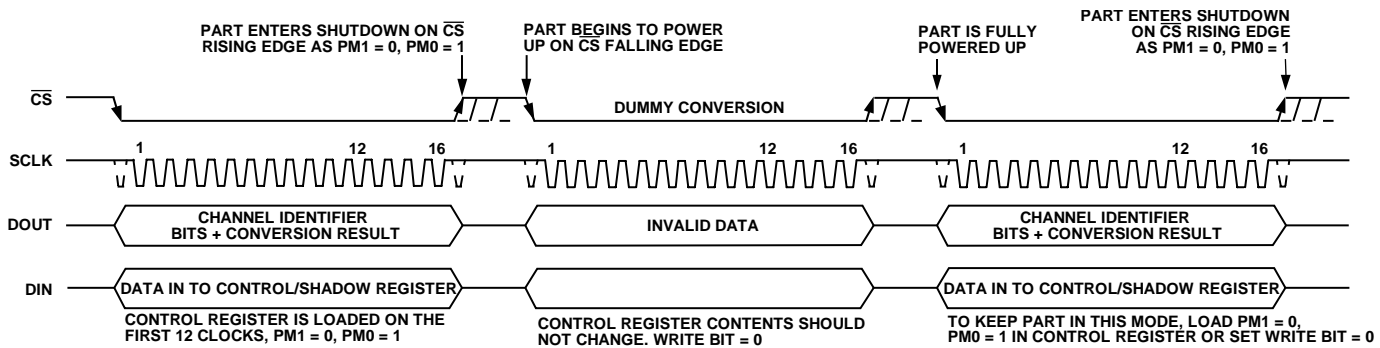 PART ENTERS SHUTDOWN ON CS
RISING EDGE AS PM1 = 0, PM0 = 1
PART BEGINS TO POWER
UP ON CS FALLING EDGE
PART IS FULLY
POWERED UP
PART ENTERS SHUTDOWN
ON CS RISING EDGE
AS PM1 = 0, PM0 = 1
CS
DUMMY CONVERSION
SCLK
1 12 16 1 12 16 1 12 16
DOUT
CHANNEL IDENTIFIER
BITS + CONVERSION RESULT
INVALID DATA
CHANNEL IDENTIFIER
BITS + CONVERSION RESULT
DIN
DATA IN TO CONTROL/SHADOW REGISTER
DATA IN TO CONTROL/SHADOW REGISTER
CONTROL REGISTER IS LOADED ON THE
FIRST 12 CLOCKS, PM1 = 0, PM0 = 1
CONTROL REGISTER CONTENTS SHOULD
NOT CHANGE, WRITE BIT = 0
TO KEEP PART IN THIS MODE, LOAD PM1 = 0,
PM0 = 1 IN CONTROL REGISTER OR SET WRITE BIT = 0